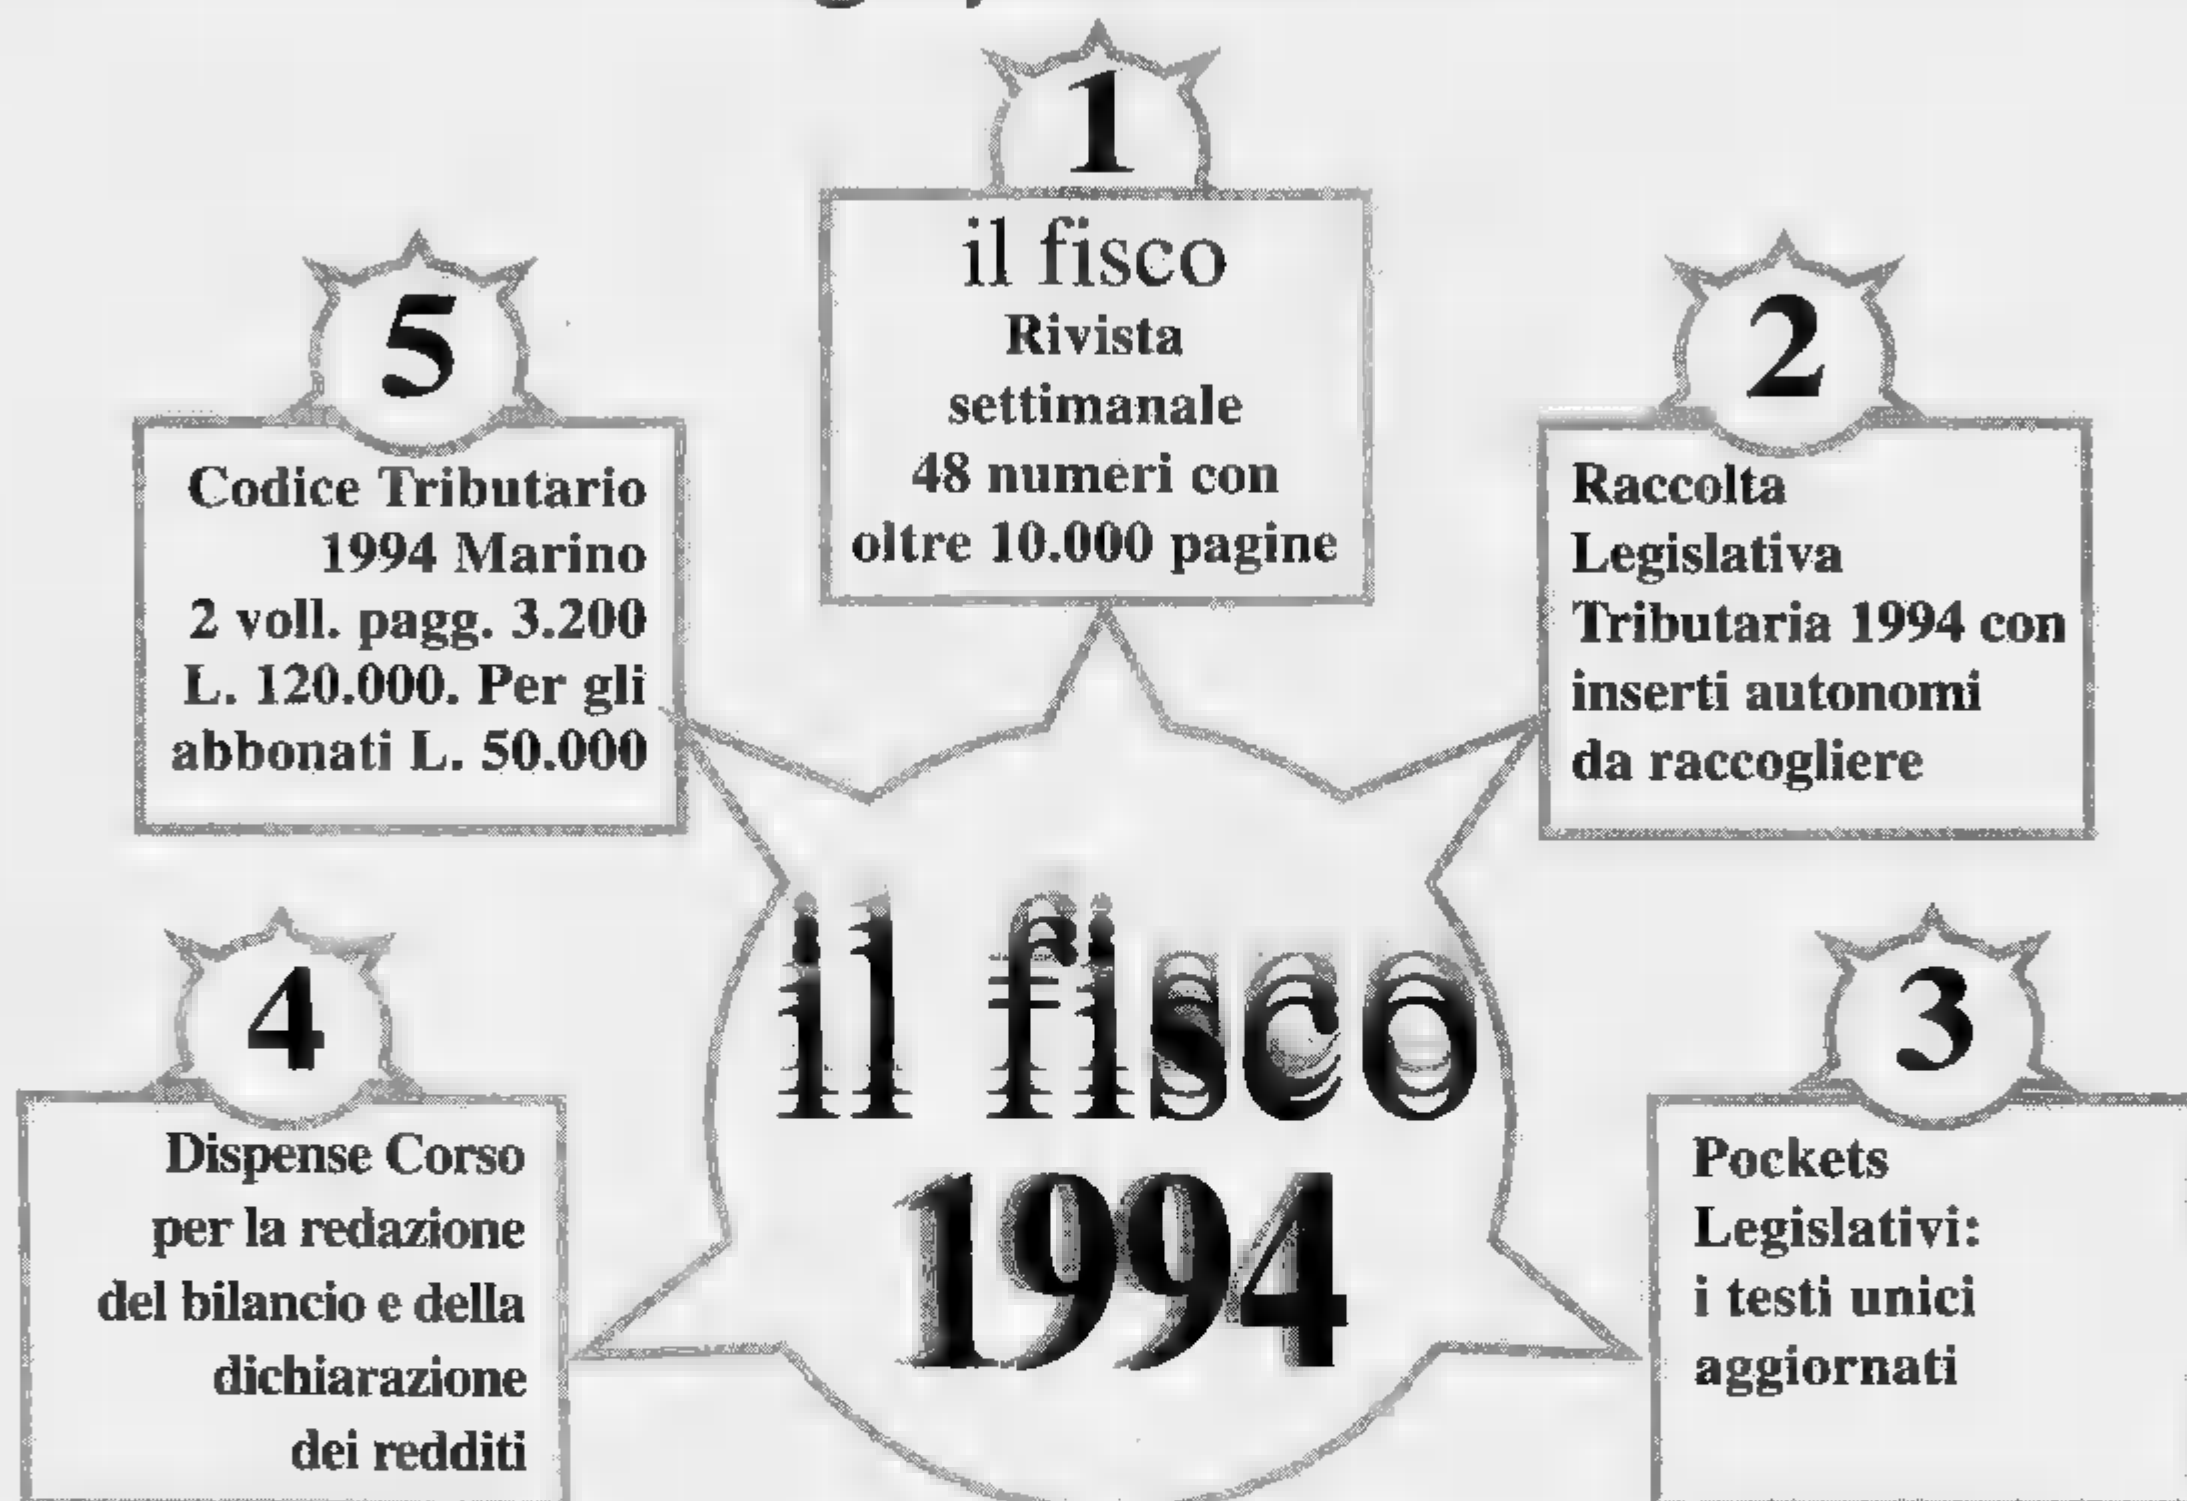 1
il fisco
Rivista
settimanale
48 numeri con
oltre 10.000 pagine
2
Raccolta
Legislativa
Tributaria 1994 con
inserti autonomi
da raccogliere
3
Pockets
Legislativi:
i testi unici
aggiornati
4
Dispense Corso
per la redazione
del bilancio e della
dichiarazione
dei redditi
5
Codice Tributario
1994 Marino
2 voll. pagg. 3.200
L. 120.000. Per gli
abbonati L. 50.000
il fisco
1994